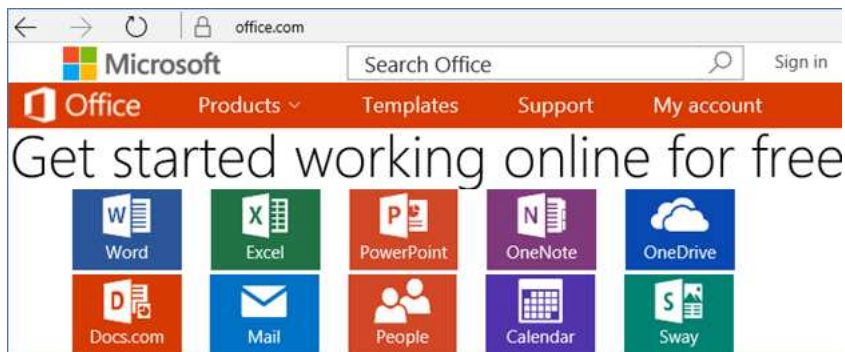 office.com
Microsoft Search Office Sign in
Office Products Templates Support My account
Get started working online for free
W X P N
Word Excel PowerPoint OneNote OneDrive
D S
Docs.com Mail People Calendar Sway